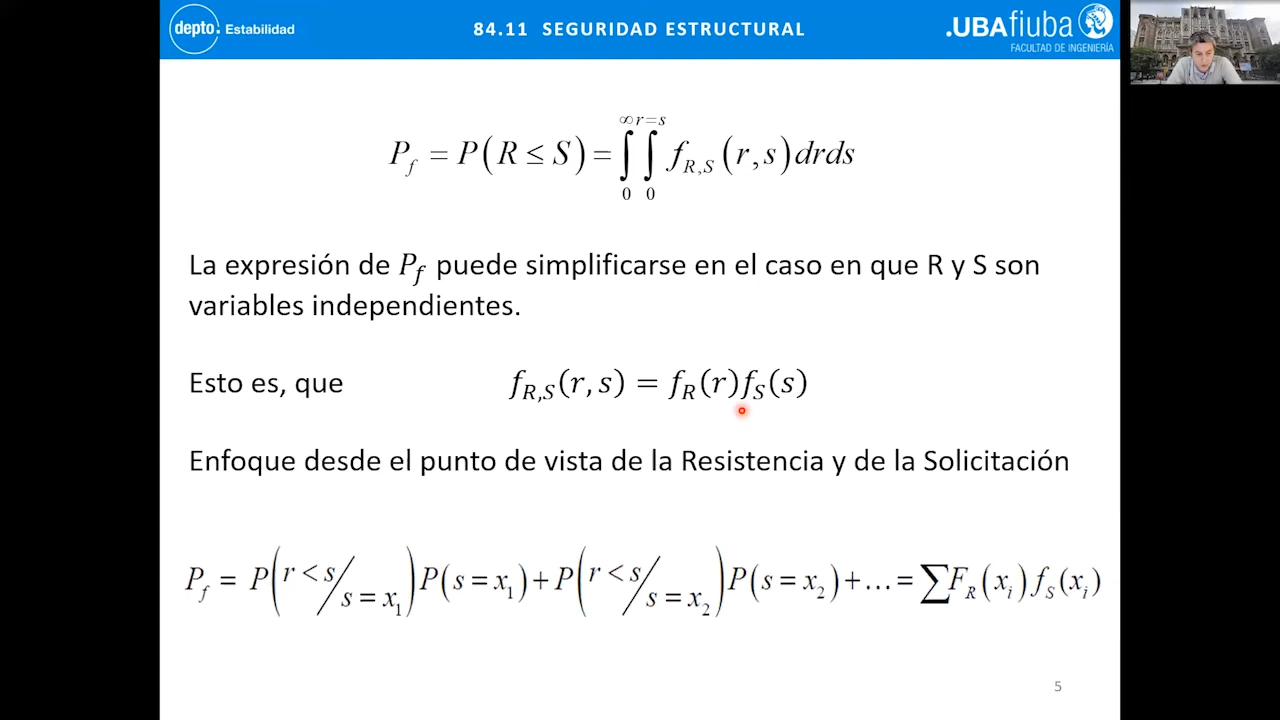 depto: Estabilidad
84.11 SEGURIDAD ESTRUCTURAL
.UBAfiuba
FACULTAD DE INGENIERÍA
P_f = P(R ≤ S) = ∫_0^∞ ∫_0^{r=s} f_{R,S}(r,s)drds
La expresión de P_f puede simplificarse en el caso en que R y S son
variables independientes.
Esto es, que f_{R,S}(r,s) = f_R(r)f_S(s)
Enfoque desde el punto de vista de la Resistencia y de la Solicitación
P_f = P(r < s / s = x_1)P(s = x_1) + P(r < s / s = x_2)P(s = x_2) + … = ∑F_R(x_i)f_S(x_i)
5